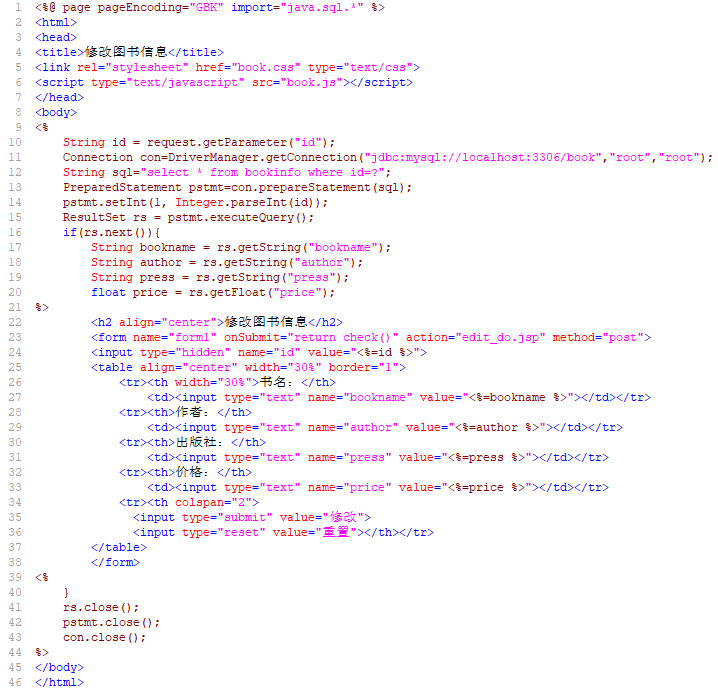 1 <%@ page pageEncoding="GBK" import="java.sql.*" %>
2 <html>
3 <head>
4 <title>修改图书信息</title>
5 <link rel="stylesheet" href="book.css" type="text/css">
6 <script type="text/javascript" src="book.js"></script>
7 </head>
8 <body>
9 <%
10 String id = request.getParameter("id");
11 Connection con=DriverManager.getConnection("jdbc:mysql://localhost:3306/book","root","root");
12 String sql="select * from bookinfo where id=?";
13 PreparedStatement pstmt=con.prepareStatement(sql);
14 pstmt.setInt(1, Integer.parseInt(id));
15 ResultSet rs = pstmt.executeQuery();
16 if(rs.next()){
17 String bookname = rs.getString("bookname");
18 String author = rs.getString("author");
19 String press = rs.getString("press");
20 float price = rs.getFloat("price");
21 %>
22 <h2 align="center">修改图书信息</h2>
23 <form name="form1" onSubmit="return check()" action="edit_do.jsp" method="post">
24 <input type="hidden" name="id" value="<%=id %>">
25 <table align="center" width="30%" border="1">
26 <tr><th width="30%">书名：</th>
27 <td><input type="text" name="bookname" value="<%=bookname %>"></td></tr>
28 <tr><th>作者：</th>
29 <td><input type="text" name="author" value="<%=author %>"></td></tr>
30 <tr><th>出版社：</th>
31 <td><input type="text" name="press" value="<%=press %>"></td></tr>
32 <tr><th>价格：</th>
33 <td><input type="text" name="price" value="<%=price %>"></td></tr>
34 <tr><th colspan="2">
35 <input type="submit" value="修改">
36 <input type="reset" value="重置"></th></tr>
37 </table>
38 </form>
39 <%
40 }
41 rs.close();
42 pstmt.close();
43 con.close();
44 %>
45 </body>
46 </html>